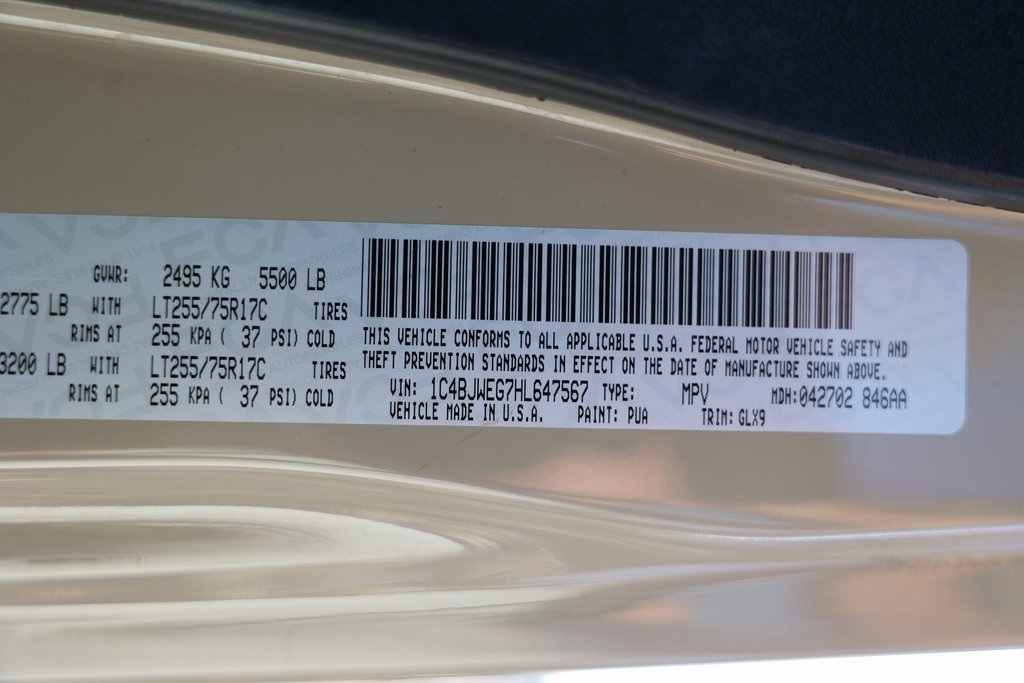 GVWR: 2495 KG 5500 LB
2775 LB WITH LT255/75R17C TIRES
RIMS AT 255 KPA ( 37 PSI) COLD
3200 LB WITH LT255/75R17C TIRES
RIMS AT 255 KPA ( 37 PSI) COLD
THIS VEHICLE CONFORMS TO ALL APPLICABLE U.S.A. FEDERAL MOTOR VEHICLE SAFETY AND
THEFT PREVENTION STANDARDS IN EFFECT ON THE DATE OF MANUFACTURE SHOWN ABOVE.
VIN: 1C4BJWEG7HL647567 TYPE: MPV MDH: 042702 846AA
VEHICLE MADE IN U.S.A. PAINT: PUA TRIM: GLX9